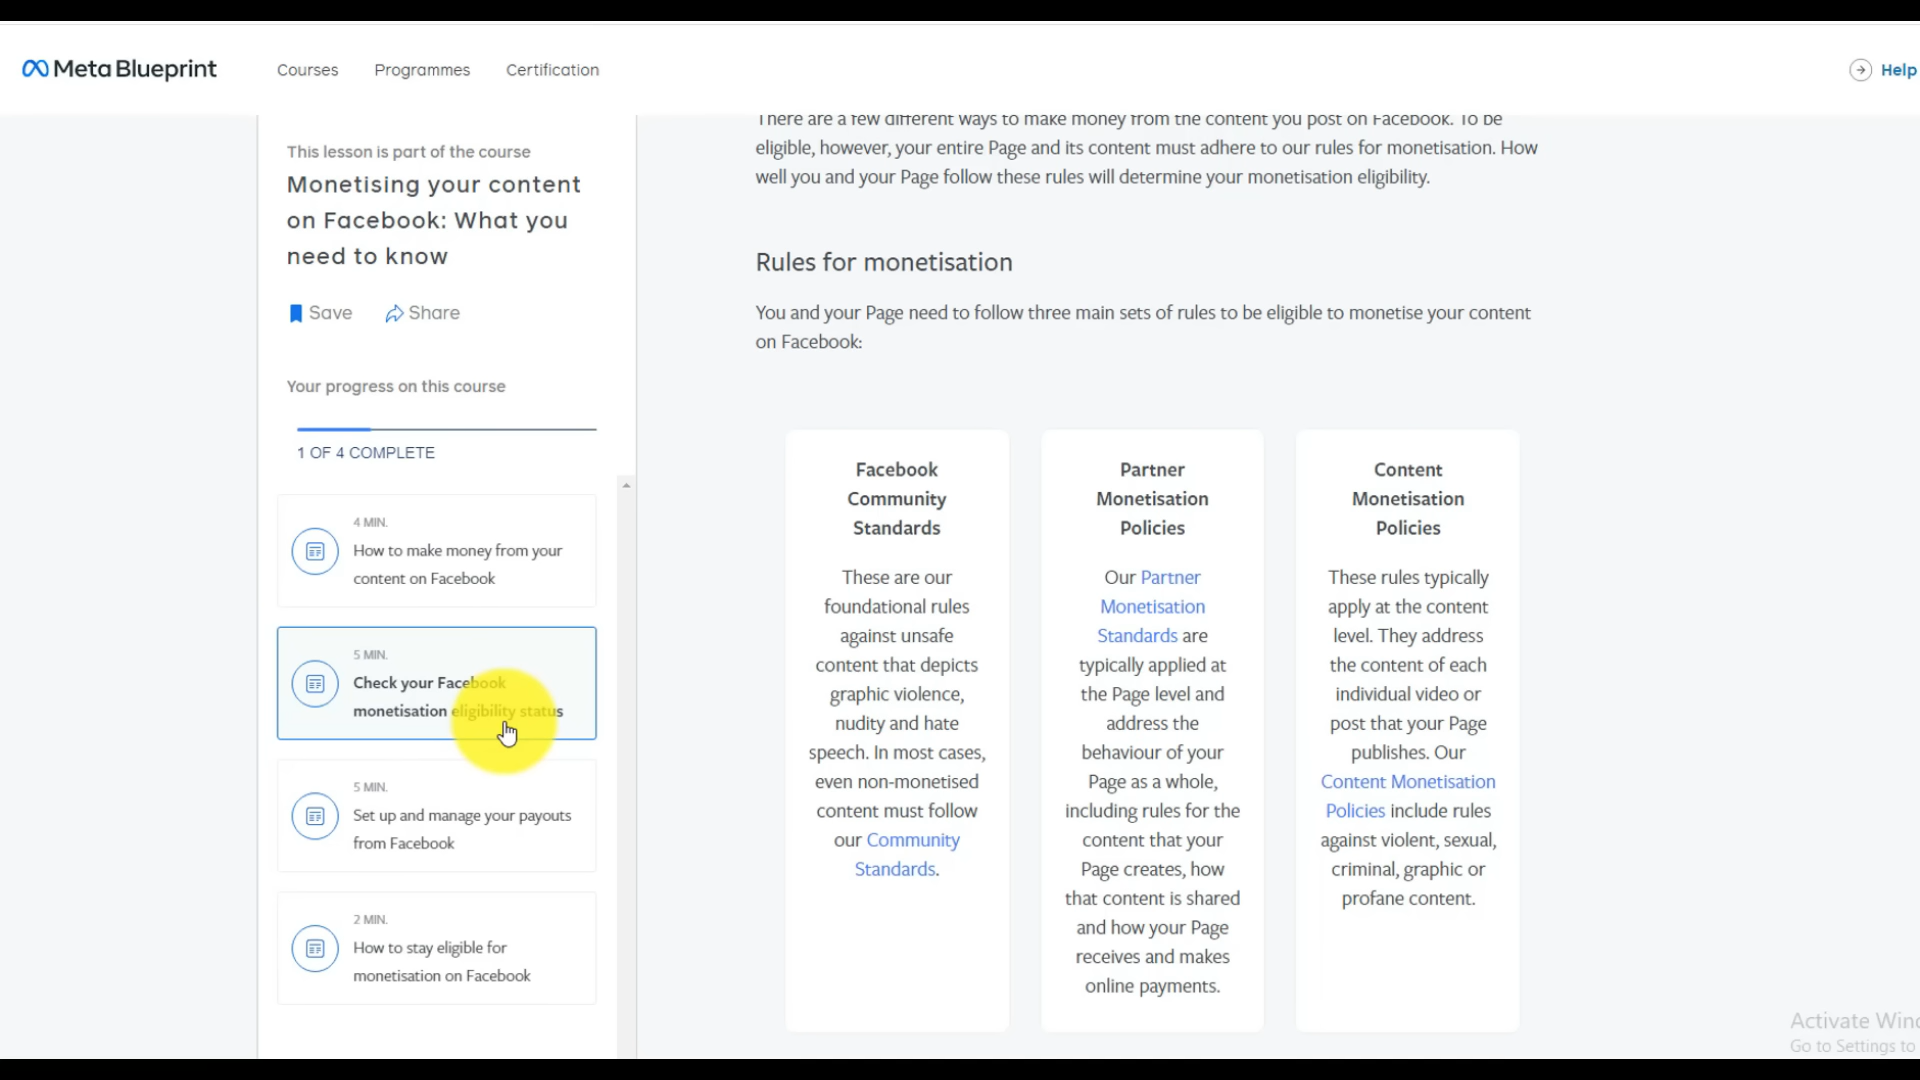 Meta Blueprint
Courses
Programmes
Certification
Help
This lesson is part of the course
Monetising your content
on Facebook: What you
need to know
Save
Share
Your progress on this course
1 OF 4 COMPLETE
4 MIN.
How to make money from your
content on Facebook
5 MIN.
Check your Facebook
monetisation eligibility status
5 MIN.
Set up and manage your payouts
from Facebook
2 MIN.
How to stay eligible for
monetisation on Facebook
There are a few different ways to make money from the content you post on Facebook. To be
eligible, however, your entire Page and its content must adhere to our rules for monetisation. How
well you and your Page follow these rules will determine your monetisation eligibility.
Rules for monetisation
You and your Page need to follow three main sets of rules to be eligible to monetise your content
on Facebook:
Facebook
Community
Standards
These are our
foundational rules
against unsafe
content that depicts
graphic violence,
nudity and hate
speech. In most cases,
even non-monetised
content must follow
our Community
Standards.
Partner
Monetisation
Policies
Our Partner
Monetisation
Standards are
typically applied at
the Page level and
address the
behaviour of your
Page as a whole,
including rules for the
content that your
Page creates, how
that content is shared
and how your Page
receives and makes
online payments.
Content
Monetisation
Policies
These rules typically
apply at the content
level. They address
the content of each
individual video or
post that your Page
publishes. Our
Content Monetisation
Policies include rules
against violent, sexual,
criminal, graphic or
profane content.
Activate Wind
Go to Settings to